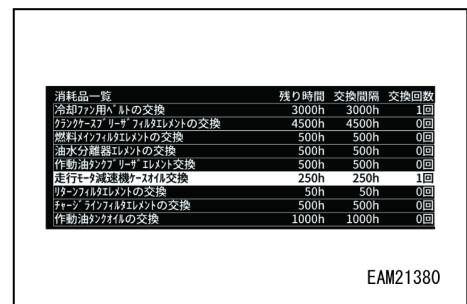 消耗品一覧 残り時間 交換間隔 交換回数
冷却ﾌｧﾝ用ﾍﾞﾙﾄの交換 3000h 3000h 1回
ｸﾗﾝｸｹｰｽﾌﾞﾘｰｻﾞﾌｨﾙﾀｴﾚﾒﾝﾄの交換 4500h 4500h 0回
燃料ﾒｲﾝﾌｨﾙﾀｴﾚﾒﾝﾄの交換 500h 500h 0回
油水分離器ｴﾚﾒﾝﾄの交換 500h 500h 0回
作動油ﾀﾝｸﾌﾞﾘｰｻﾞｴﾚﾒﾝﾄ交換 500h 500h 0回
走行ﾓｰﾀ減速機ｹｰｽｵｲﾙ交換 250h 250h 1回
ﾘﾀｰﾝﾌｨﾙﾀｴﾚﾒﾝﾄの交換 50h 50h 0回
ﾁｬｰｼﾞﾗｲﾝﾌｨﾙﾀｴﾚﾒﾝﾄの交換 500h 500h 0回
作動油ﾀﾝｸｵｲﾙの交換 1000h 1000h 0回
EAM21380